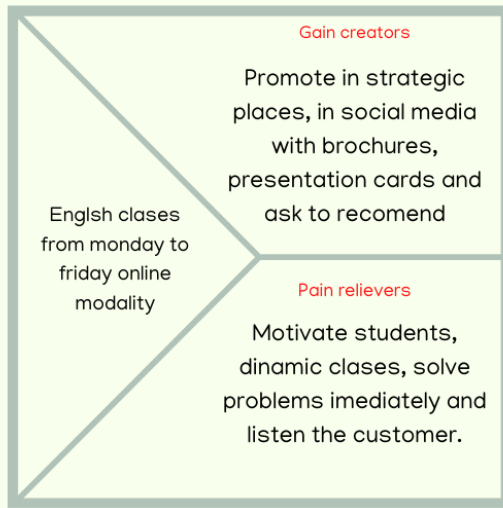 Englsh clases
from monday to
friday online
modality
Gain creators
Promote in strategic
places, in social media
with brochures,
presentation cards and
ask to recomend
Pain relievers
Motivate students,
dinamic clases, solve
problems imediately and
listen the customer.